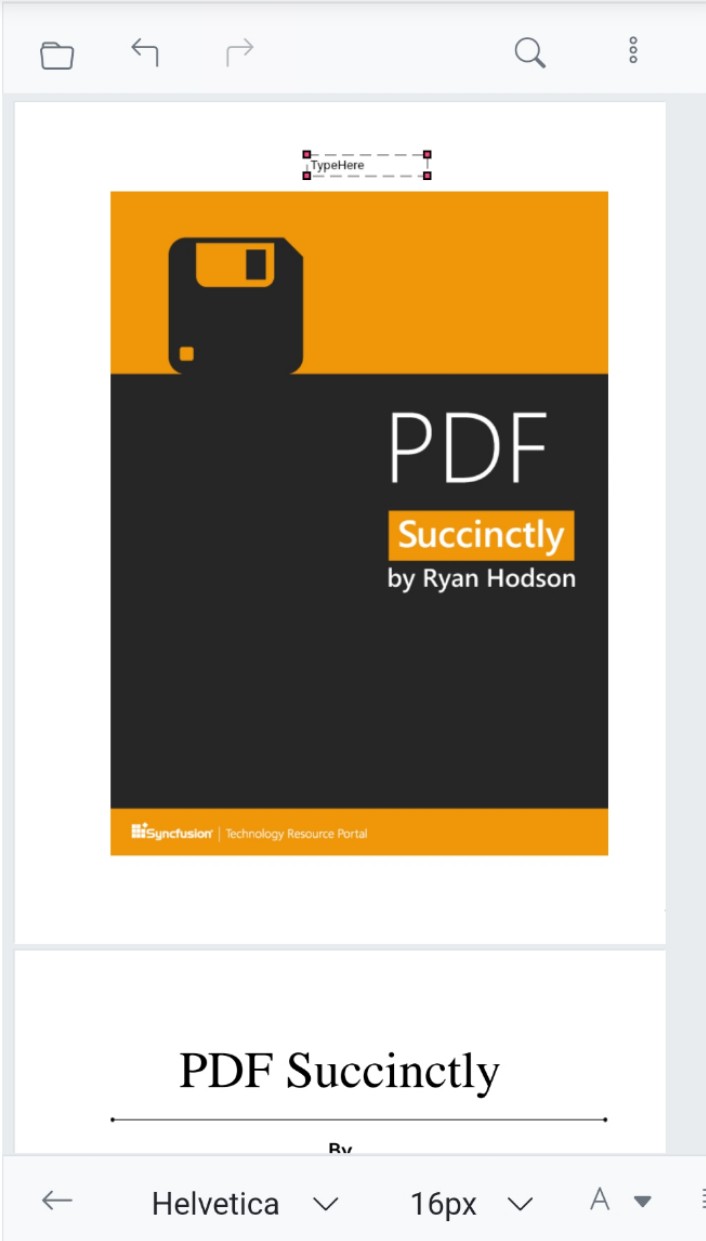 TypeHere
PDF
Succinctly
by Ryan Hodson
Syncfusion | Technology Resource Portal
PDF Succinctly
By
Helvetica 16px A